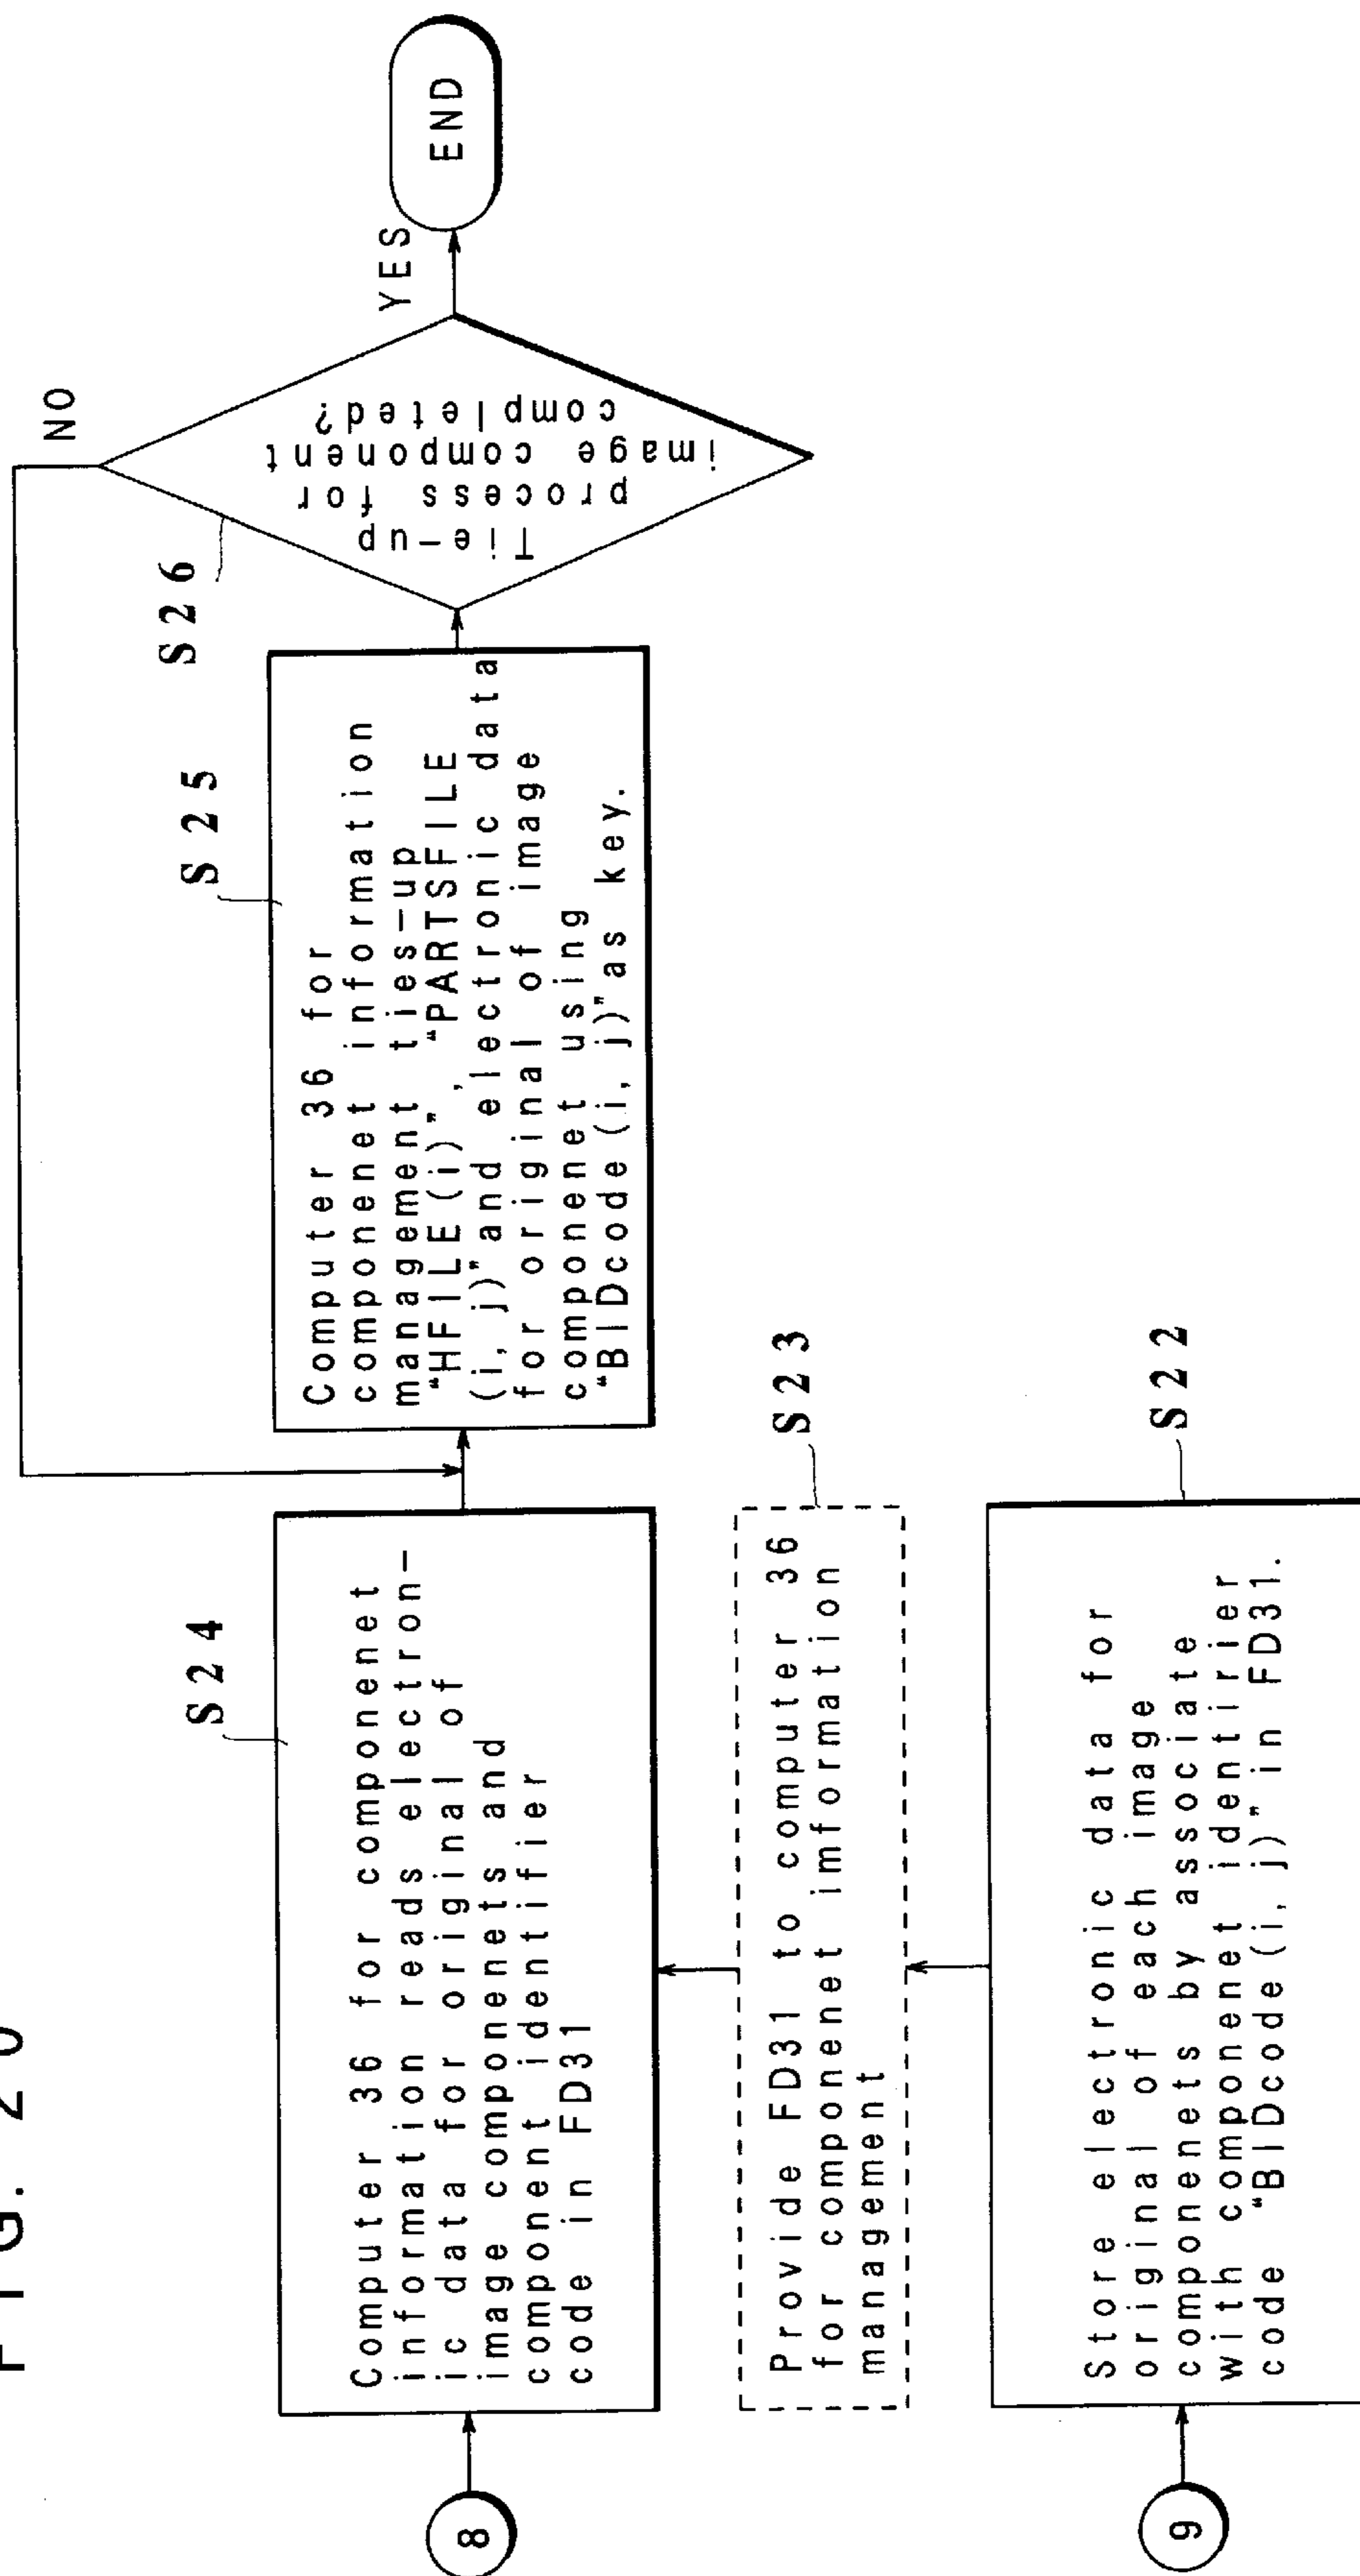 FIG. 20
8
S24
Computer 36 for componenet
information reads electron-
ic data for original of
image componenets and
component identifier
code in FD31
S25
Computer 36 for
componenet information
management ties-up
“HFILE(i)”, “PARTSFILE
(i, j)” and electronic data
for original of image
componenet using
“BIDcode(i, j)” as key.
S26
Tie-up
process for
image component
completed?
NO
YES
END
S23
Provide FD31 to computer 36
for componenet imformation
management
9
S22
Store electronic data for
original of each image
componenets by associate
with componenet identirier
code “BIDcode(i, j)” in FD31.